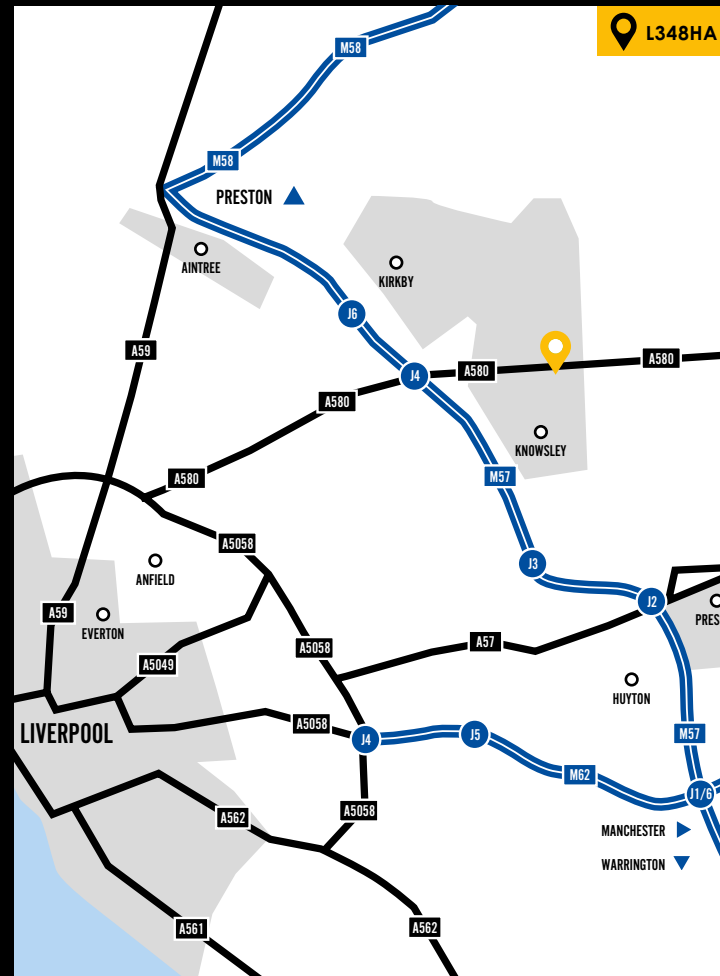 L348HA
M58
M58
PRESTON
AINTREE
KIRKBY
J6
A59
A580
J4
A580
A580
A580
KNOWSLEY
M57
A5058
J3
ANFIELD
J2
A59
EVERTON
PRES
A5058
A57
A5049
HUYTON
LIVERPOOL
A5058
J4
J5
M57
M62
J1/6
A5058
A562
MANCHESTER
WARRINGTON
A561
A562